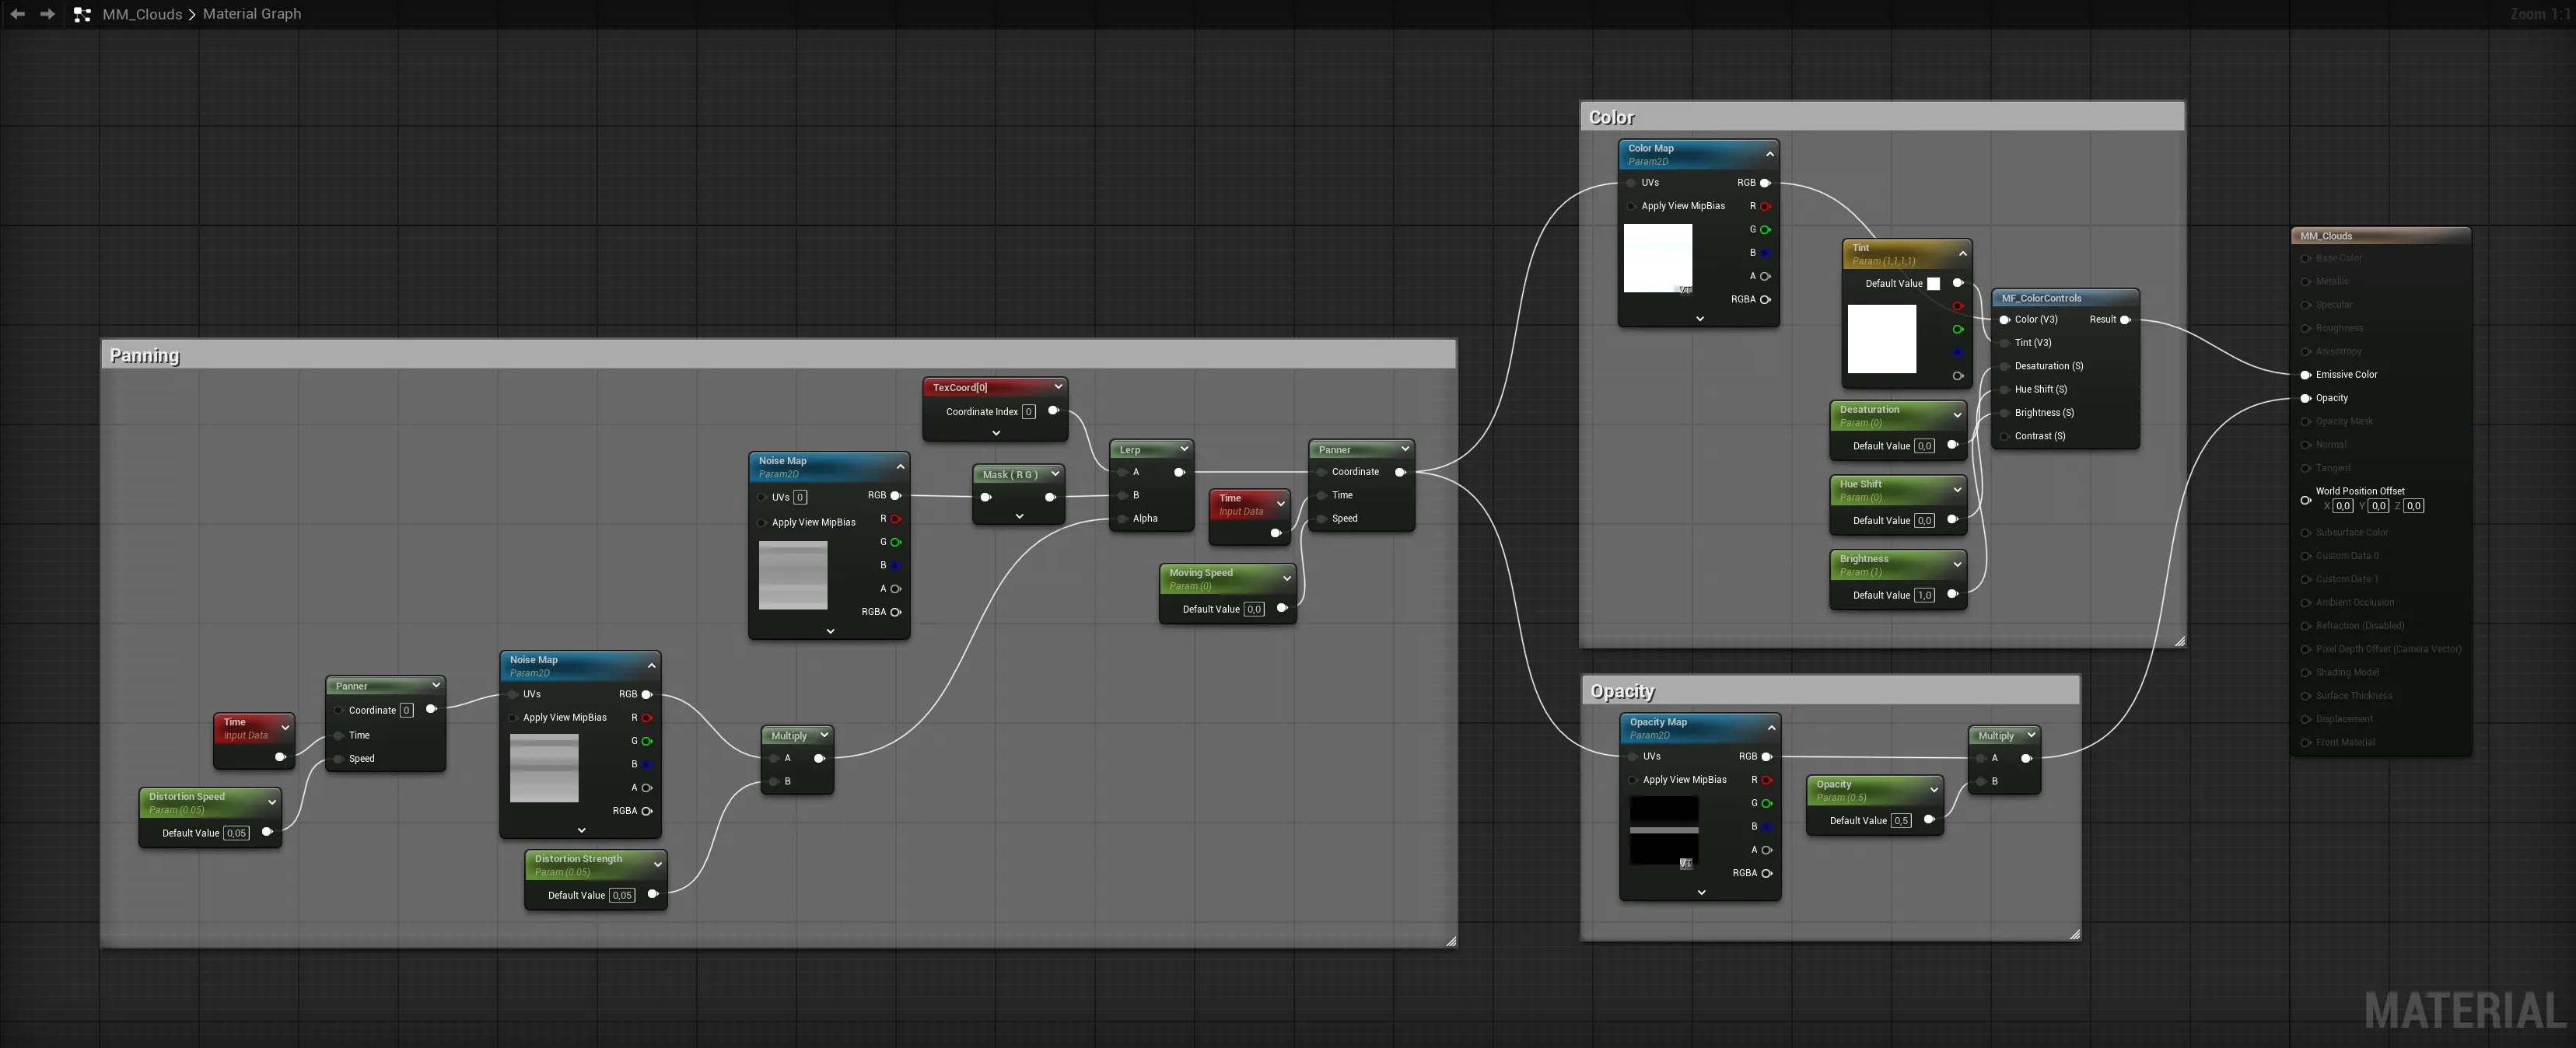 MM_Clouds > Material Graph
Zoom 1:1
Color
Color Map
Param2D
UVs RGB
Apply View MipBias R
G
B
A
RGBA
Tint
Param (1,1,1,1)
Default Value
MF_ColorControls
Color (V3) Result
Tint (V3)
Desaturation (S)
Hue Shift (S)
Brightness (S)
Contrast (S)
Desaturation
Param (0)
Default Value 0,0
Hue Shift
Param (0)
Default Value 0,0
Brightness
Param (1)
Default Value 1,0
MM_Clouds
Base Color
Metallic
Specular
Roughness
Anisotropy
Emissive Color
Opacity
Opacity Mask
Normal
Tangent
World Position Offset
X 0,0 Y 0,0 Z 0,0
Subsurface Color
Custom Data 0
Custom Data 1
Ambient Occlusion
Refraction (Disabled)
Pixel Depth Offset (Camera Vector)
Shading Model
Surface Thickness
Displacement
Front Material
Panning
TexCoord[0]
Coordinate Index 0
Noise Map
Param2D
UVs 0 RGB
Apply View MipBias R
G
B
A
RGBA
Mask ( R G )
Lerp
A
B
Alpha
Time
Input Data
Panner
Coordinate
Time
Speed
Moving Speed
Param (0)
Default Value 0,0
Noise Map
Param2D
UVs RGB
Apply View MipBias R
G
B
A
RGBA
Panner
Coordinate 0
Time
Speed
Time
Input Data
Distortion Speed
Param (0.05)
Default Value 0,05
Multiply
A
B
Distortion Strength
Param (0.05)
Default Value 0,05
Opacity
Opacity Map
Param2D
UVs RGB
Apply View MipBias R
G
B
A
RGBA
Multiply
A
B
Opacity
Param (0.5)
Default Value 0,5
MATERIAL